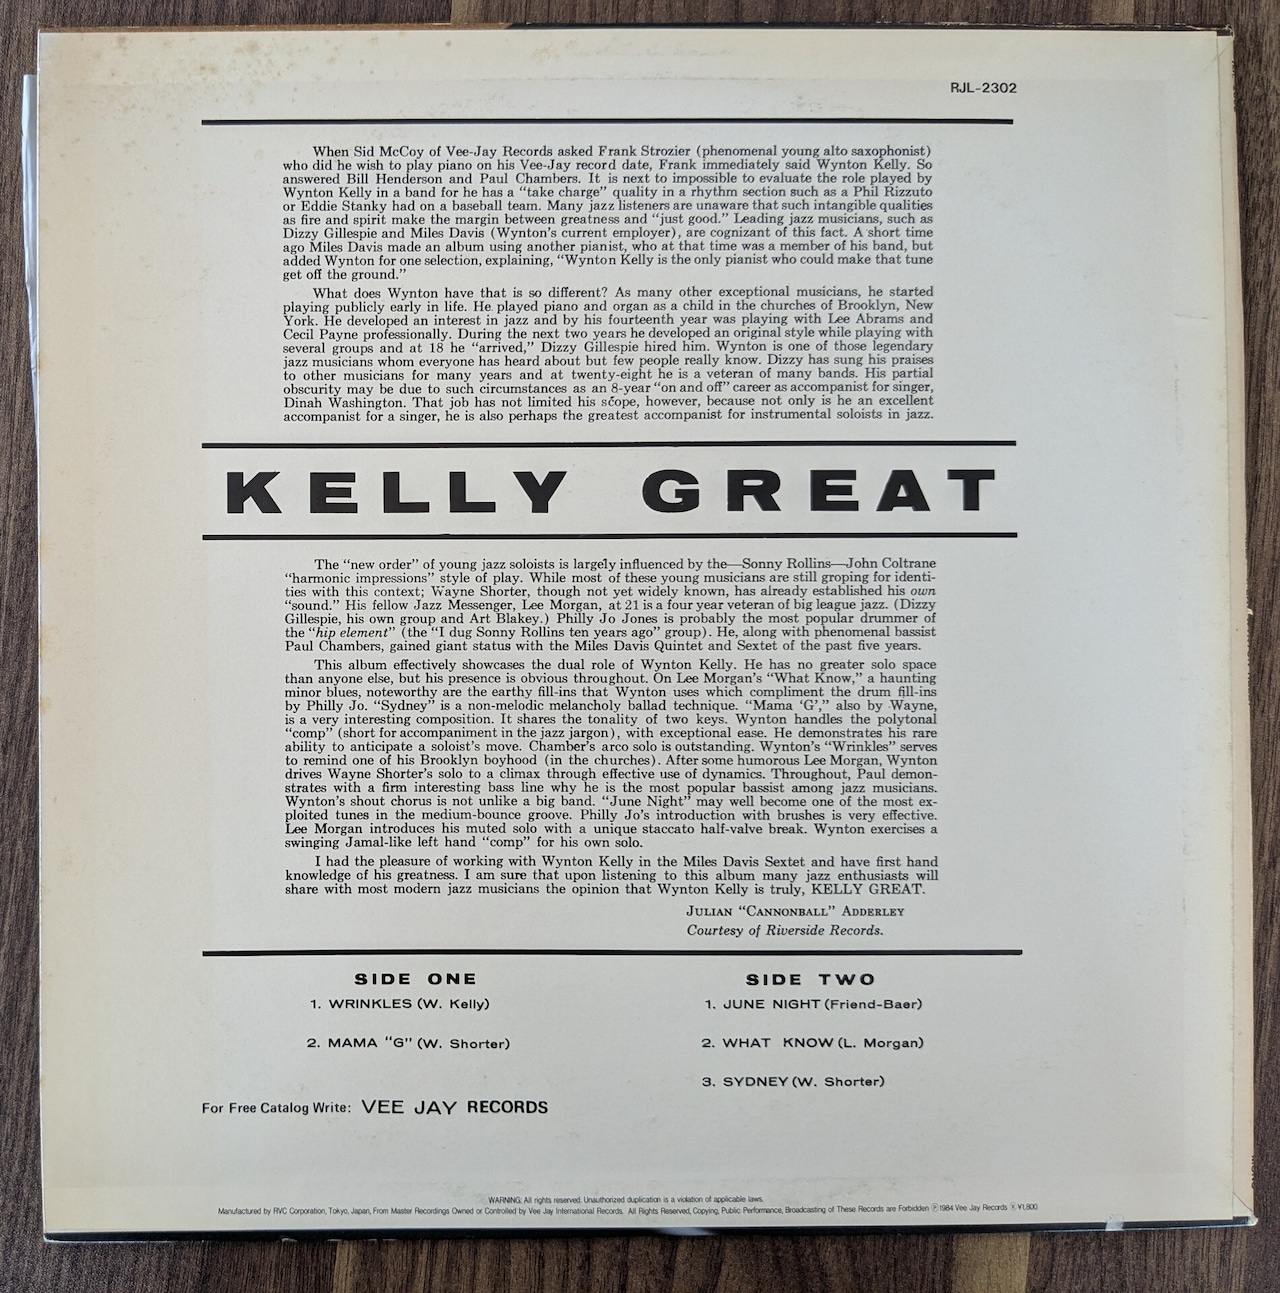 RJL-2302
When Sid McCoy of Vee-Jay Records asked Frank Strozier (phenomenal young alto saxophonist)
who did he wish to play piano on his Vee-Jay record date, Frank immediately said Wynton Kelly. So
answered Bill Henderson and Paul Chambers. It is next to impossible to evaluate the role played by
Wynton Kelly in a band for he has a “take charge” quality in a rhythm section such as a Phil Rizzuto
or Eddie Stanky had on a baseball team. Many jazz listeners are unaware that such intangible qualities
as fire and spirit make the margin between greatness and “just good.” Leading jazz musicians, such as
Dizzy Gillespie and Miles Davis (Wynton’s current employer), are cognizant of this fact. A short time
ago Miles Davis made an album using another pianist, who at that time was a member of his band, but
added Wynton for one selection, explaining, “Wynton Kelly is the only pianist who could make that tune
get off the ground.”
What does Wynton have that is so different? As many other exceptional musicians, he started
playing publicly early in life. He played piano and organ as a child in the churches of Brooklyn, New
York. He developed an interest in jazz and by his fourteenth year was playing with Lee Abrams and
Cecil Payne professionally. During the next two years he developed an original style while playing with
several groups and at 18 he “arrived,” Dizzy Gillespie hired him. Wynton is one of those legendary
jazz musicians whom everyone has heard about but few people really know. Dizzy has sung his praises
to other musicians for many years and at twenty-eight he is a veteran of many bands. His partial
obscurity may be due to such circumstances as an 8-year “on and off” career as accompanist for singer,
Dinah Washington. That job has not limited his scope, however, because not only is he an excellent
accompanist for a singer, he is also perhaps the greatest accompanist for instrumental soloists in jazz.
KELLY GREAT
The “new order” of young jazz soloists is largely influenced by the—Sonny Rollins—John Coltrane
“harmonic impressions” style of play. While most of these young musicians are still groping for identi-
ties with this context; Wayne Shorter, though not yet widely known, has already established his own
“sound.” His fellow Jazz Messenger, Lee Morgan, at 21 is a four year veteran of big league jazz. (Dizzy
Gillespie, his own group and Art Blakey.) Philly Jo Jones is probably the most popular drummer of
the “hip element” (the “I dug Sonny Rollins ten years ago” group). He, along with phenomenal bassist
Paul Chambers, gained giant status with the Miles Davis Quintet and Sextet of the past five years.
This album effectively showcases the dual role of Wynton Kelly. He has no greater solo space
than anyone else, but his presence is obvious throughout. On Lee Morgan’s “What Know,” a haunting
minor blues, noteworthy are the earthy fill-ins that Wynton uses which compliment the drum fill-ins
by Philly Jo. “Sydney” is a non-melodic melancholy ballad technique. “Mama ‘G’,” also by Wayne,
is a very interesting composition. It shares the tonality of two keys. Wynton handles the polytonal
“comp” (short for accompaniment in the jazz jargon), with exceptional ease. He demonstrates his rare
ability to anticipate a soloist’s move. Chamber’s arco solo is outstanding. Wynton’s “Wrinkles” serves
to remind one of his Brooklyn boyhood (in the churches). After some humorous Lee Morgan, Wynton
drives Wayne Shorter’s solo to a climax through effective use of dynamics. Throughout, Paul demon-
strates with a firm interesting bass line why he is the most popular bassist among jazz musicians.
Wynton’s shout chorus is not unlike a big band. “June Night” may well become one of the most ex-
ploited tunes in the medium-bounce groove. Philly Jo’s introduction with brushes is very effective.
Lee Morgan introduces his muted solo with a unique staccato half-valve break. Wynton exercises a
swinging Jamal-like left hand “comp” for his own solo.
I had the pleasure of working with Wynton Kelly in the Miles Davis Sextet and have first hand
knowledge of his greatness. I am sure that upon listening to this album many jazz enthusiasts will
share with most modern jazz musicians the opinion that Wynton Kelly is truly, KELLY GREAT.
JULIAN “CANNONBALL” ADDERLEY
Courtesy of Riverside Records.
SIDE ONE
1. WRINKLES (W. Kelly)
2. MAMA "G" (W. Shorter)
SIDE TWO
1. JUNE NIGHT (Friend-Baer)
2. WHAT KNOW (L. Morgan)
3. SYDNEY (W. Shorter)
For Free Catalog Write: VEE JAY RECORDS
WARNING: All rights reserved. Unauthorized duplication is a violation of applicable laws.
Manufactured by RVC Corporation, Tokyo, Japan, From Master Recordings Owned or Controlled by Vee Jay International Records. All Rights Reserved, Copying, Public Performance, Broadcasting of These Records are Forbidden Ⓟ 1984 Vee Jay Records ¥1,800